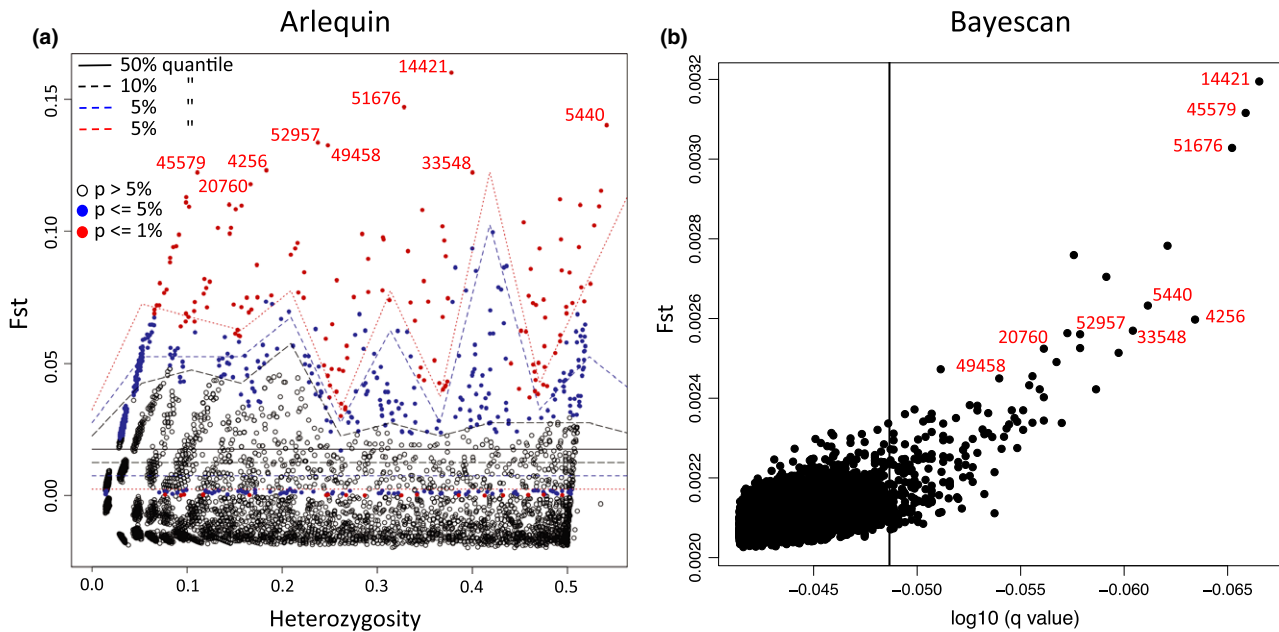 Arlequin
(a)
50% quantile
10% "
5% "
5% "
p > 5%
p <= 5%
p <= 1%
14421
51676
5440
52957
49458
45579
4256
20760
33548
0.15
0.10
0.05
0.00
Fst
0.0 0.1 0.2 0.3 0.4 0.5
Heterozygosity
Bayescan
(b)
14421
45579
51676
5440
4256
52957
33548
20760
49458
0.0032
0.0030
0.0028
0.0026
0.0024
0.0022
0.0020
Fst
−0.045 −0.050 −0.055 −0.060 −0.065
log10 (q value)